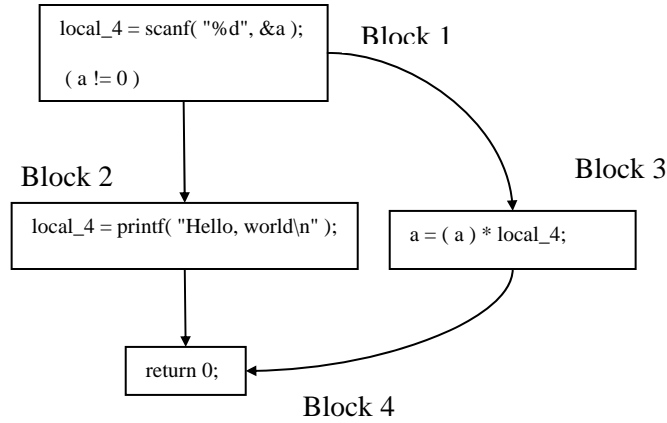 local_4 = scanf( "%d", &a );
( a != 0 )
Block 1
Block 2
local_4 = printf( "Hello, world\n" );
Block 3
a = ( a ) * local_4;
return 0;
Block 4